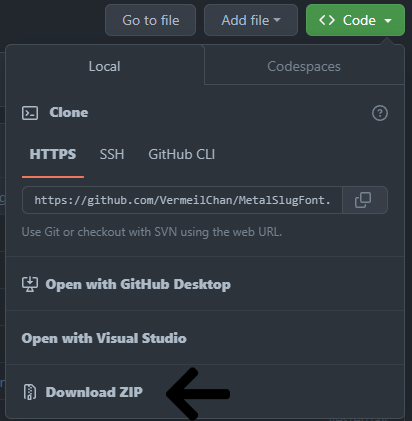 Go to file Add file Code
Local Codespaces
Clone
HTTPS SSH GitHub CLI
https://github.com/VermeilChan/MetalSlugFont.
Use Git or checkout with SVN using the web URL.
Open with GitHub Desktop
Open with Visual Studio
Download ZIP